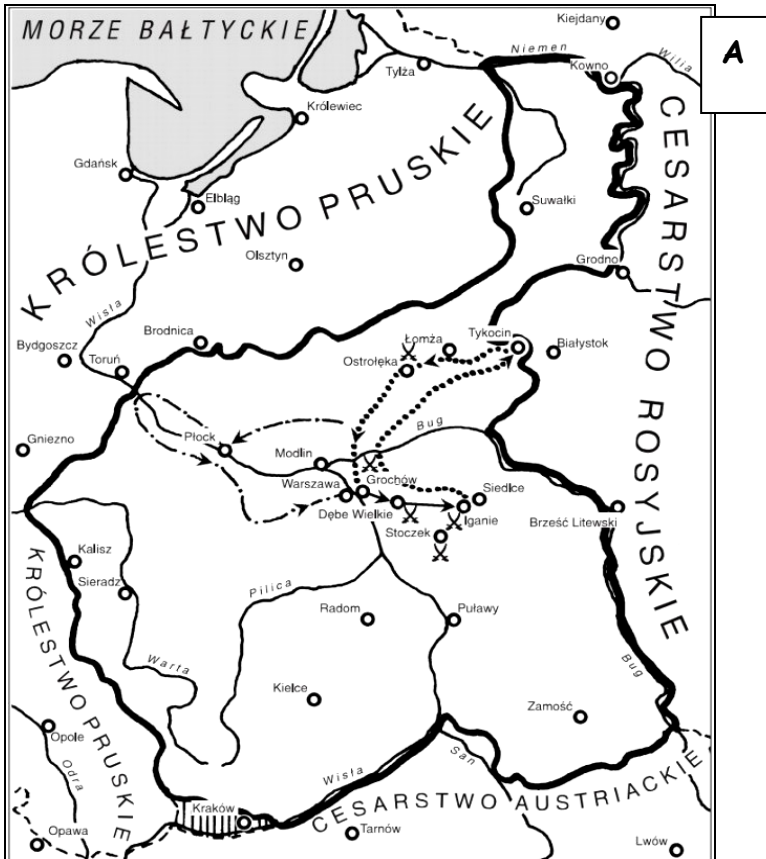 MORZE BAŁTYCKIE
Kiejdany
A
Niemen
Kowno
Wilia
Tylża
Królewiec
Gdańsk
Elbląg
Suwałki
KRÓLESTWO PRUSKIE
CESARSTWO ROSYJSKIE
Olsztyn
Grodno
Wisła
Brodnica
Tykocin
Łomża
Białystok
Ostrołęka
Bydgoszcz
Toruń
Bug
Gniezno
Płock
Modlin
Grochów
Siedlce
Warszawa
Dębe Wielkie
Iganie
Brześć Litewski
Stoczek
Kalisz
Sieradz
Pilica
Radom
Puławy
KRÓLESTWO PRUSKIE
Warta
Bug
Kielce
Zamość
Opole
Odra
San
Wisła
Kraków
CESARSTWO AUSTRIACKIE
Tarnów
Opawa
Lwów